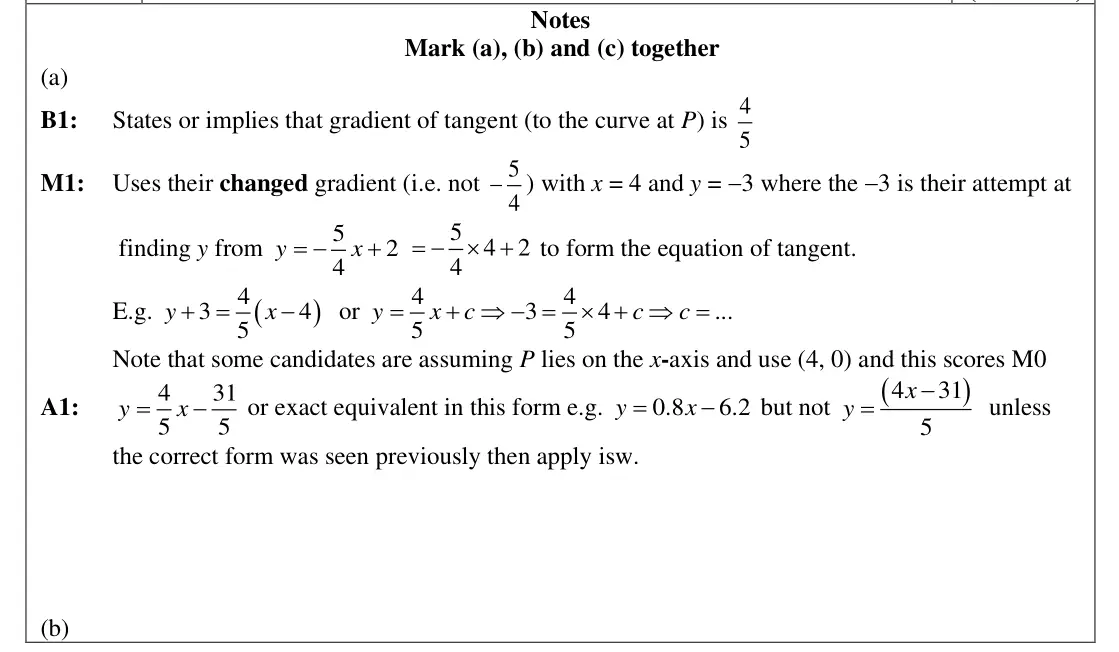 Notes
Mark (a), (b) and (c) together
(a)
B1: States or implies that gradient of tangent (to the curve at P) is 4/5
M1: Uses their changed gradient (i.e. not −5/4) with x = 4 and y = −3 where the −3 is their attempt at
finding y from y = −5/4 x + 2 = −5/4 × 4 + 2 to form the equation of tangent.
E.g. y + 3 = 4/5 (x − 4) or y = 4/5 x + c ⇒ −3 = 4/5 × 4 + c ⇒ c = ...
Note that some candidates are assuming P lies on the x-axis and use (4, 0) and this scores M0
A1: y = 4/5 x − 31/5 or exact equivalent in this form e.g. y = 0.8x − 6.2 but not y = (4x − 31)/5 unless
the correct form was seen previously then apply isw.
(b)